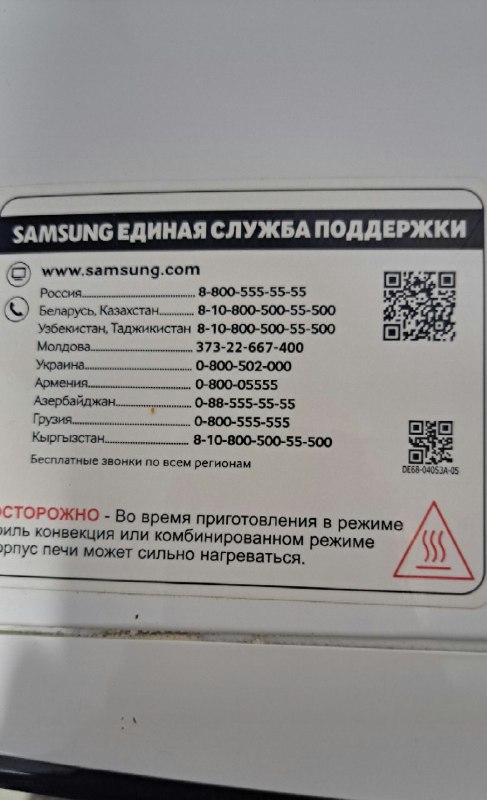 SAMSUNG ЕДИНАЯ СЛУЖБА ПОДДЕРЖКИ
www.samsung.com
Россия........................ 8-800-555-55-55
Беларусь, Казахстан......... 8-10-800-500-55-500
Узбекистан, Таджикистан 8-10-800-500-55-500
Молдова........................ 373-22-667-400
Украина........................ 0-800-502-000
Армения........................ 0-800-05555
Азербайджан.................. 0-88-555-55-55
Грузия........................ 0-800-555-555
Кыргызстан.................... 8-10-800-500-55-500
Бесплатные звонки по всем регионам
DE68-04053A-05
ОСТОРОЖНО - Во время приготовления в режиме
конвекция или комбинированном режиме
печи может сильно нагреваться.